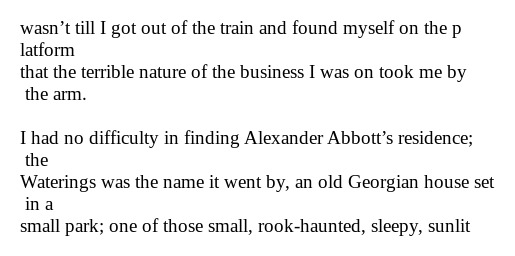 wasn’t till I got out of the train and found myself on the p
latform
that the terrible nature of the business I was on took me by
the arm.
I had no difficulty in finding Alexander Abbott’s residence;
the
Waterings was the name it went by, an old Georgian house set
in a
small park; one of those small, rook-haunted, sleepy, sunlit